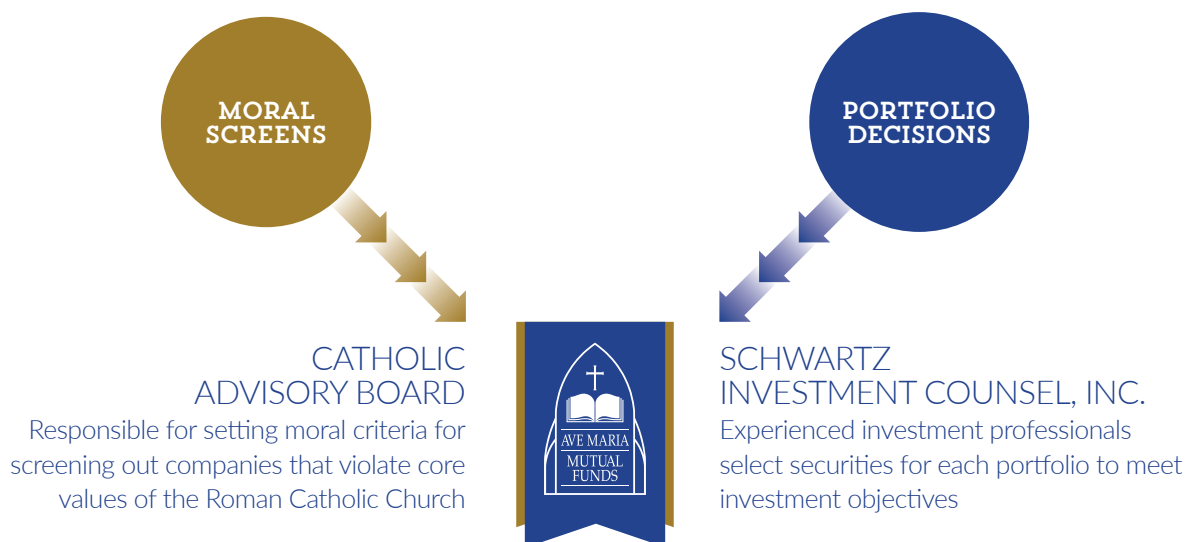 MORAL
SCREENS
PORTFOLIO
DECISIONS
CATHOLIC
ADVISORY BOARD
Responsible for setting moral criteria for
screening out companies that violate core
values of the Roman Catholic Church
AVE MARIA
MUTUAL
FUNDS
SCHWARTZ
INVESTMENT COUNSEL, INC.
Experienced investment professionals
select securities for each portfolio to meet
investment objectives